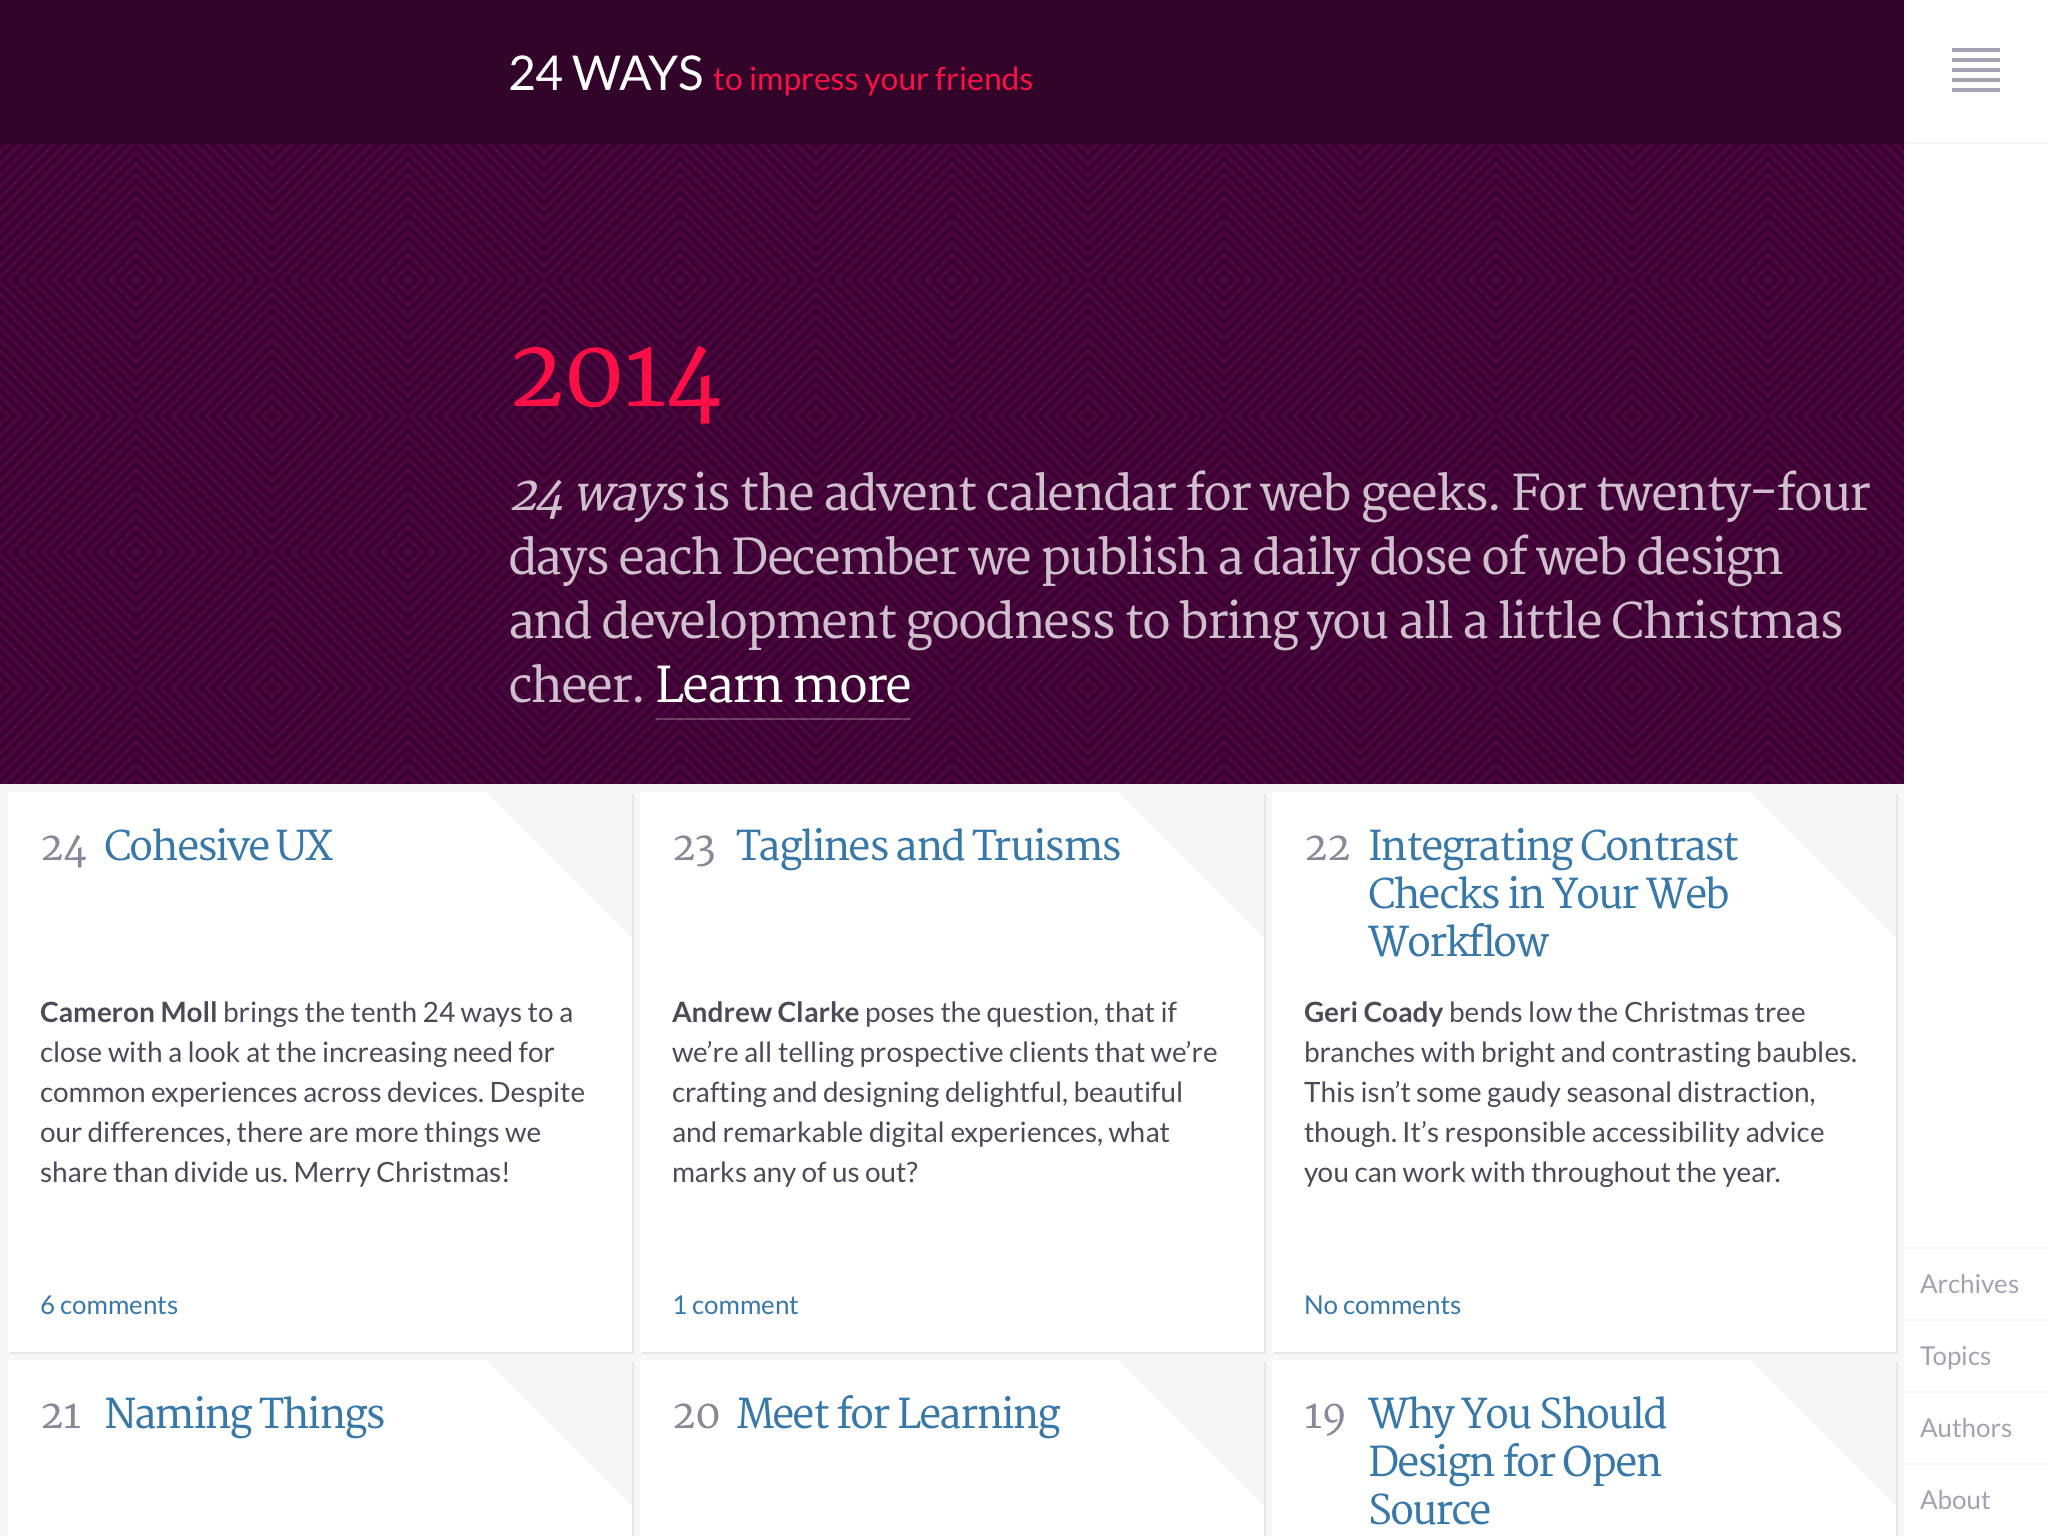 24 WAYS to impress your friends
2014
24 ways is the advent calendar for web geeks. For twenty-four
days each December we publish a daily dose of web design
and development goodness to bring you all a little Christmas
cheer. Learn more
24 Cohesive UX
Cameron Moll brings the tenth 24 ways to a
close with a look at the increasing need for
common experiences across devices. Despite
our differences, there are more things we
share than divide us. Merry Christmas!
6 comments
23 Taglines and Truisms
Andrew Clarke poses the question, that if
we’re all telling prospective clients that we’re
crafting and designing delightful, beautiful
and remarkable digital experiences, what
marks any of us out?
1 comment
22 Integrating Contrast
Checks in Your Web
Workflow
Geri Coady bends low the Christmas tree
branches with bright and contrasting baubles.
This isn’t some gaudy seasonal distraction,
though. It’s responsible accessibility advice
you can work with throughout the year.
No comments
21 Naming Things
20 Meet for Learning
19 Why You Should
Design for Open
Source
Archives
Topics
Authors
About